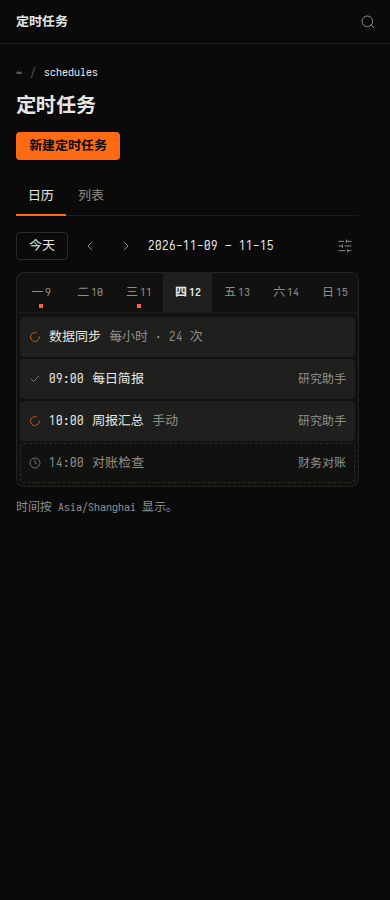 定时任务
~ / schedules
定时任务
新建定时任务
日历 列表
今天 2026-11-09 – 11-15
一 9 二 10 三 11 四 12 五 13 六 14 日 15
数据同步 每小时 · 24 次
09:00 每日简报 研究助手
10:00 周报汇总 手动 研究助手
14:00 对账检查 财务对账
时间按 Asia/Shanghai 显示。